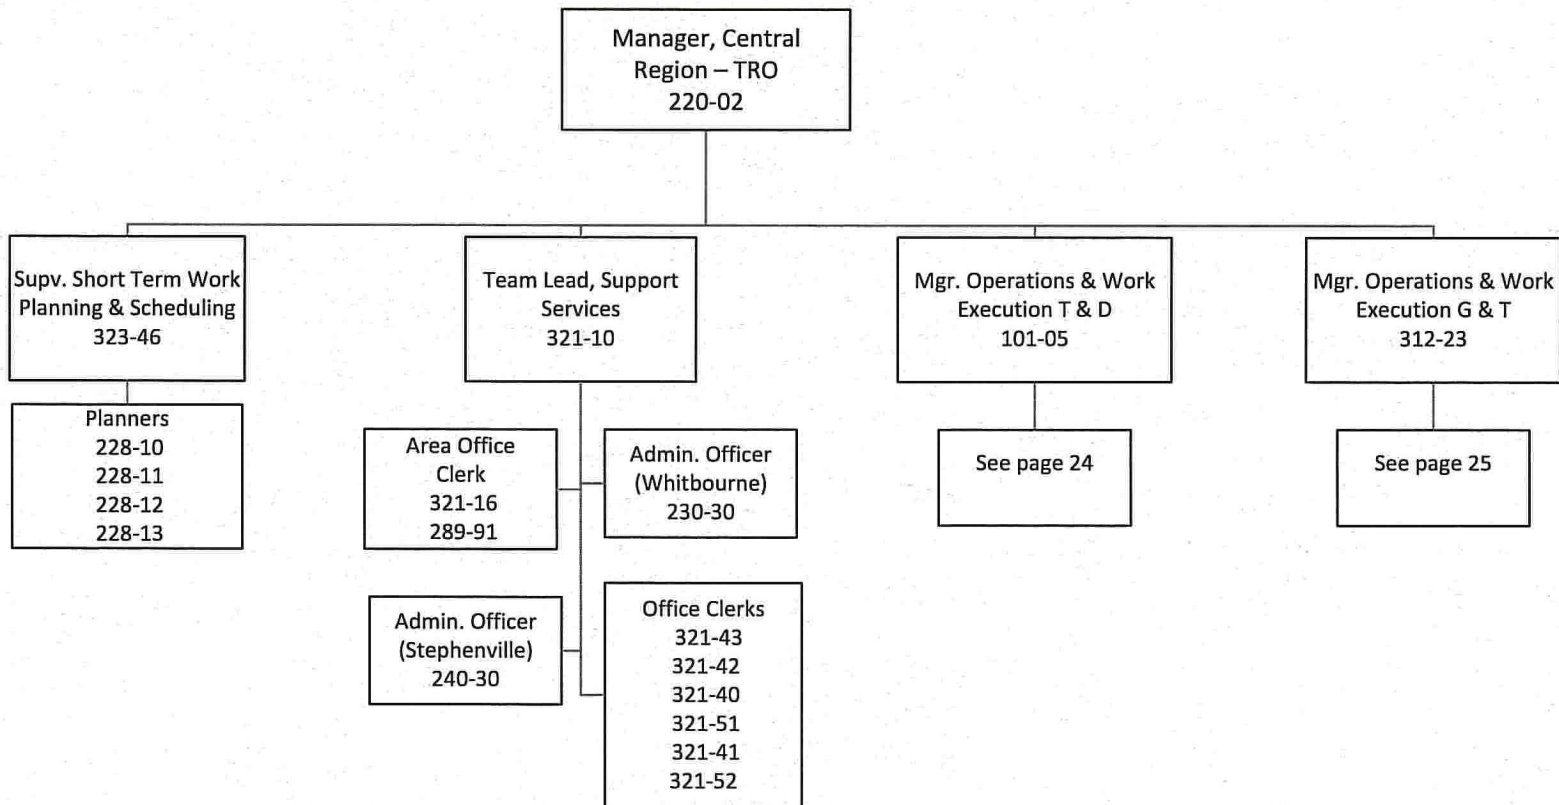 Manager, Central
Region – TRO
220-02
Supv. Short Term Work
Planning & Scheduling
323-46
Team Lead, Support
Services
321-10
Mgr. Operations & Work
Execution T & D
101-05
Mgr. Operations & Work
Execution G & T
312-23
Planners
228-10
228-11
228-12
228-13
Area Office
Clerk
321-16
289-91
Admin. Officer
(Whitbourne)
230-30
See page 24
See page 25
Admin. Officer
(Stephenville)
240-30
Office Clerks
321-43
321-42
321-40
321-51
321-41
321-52